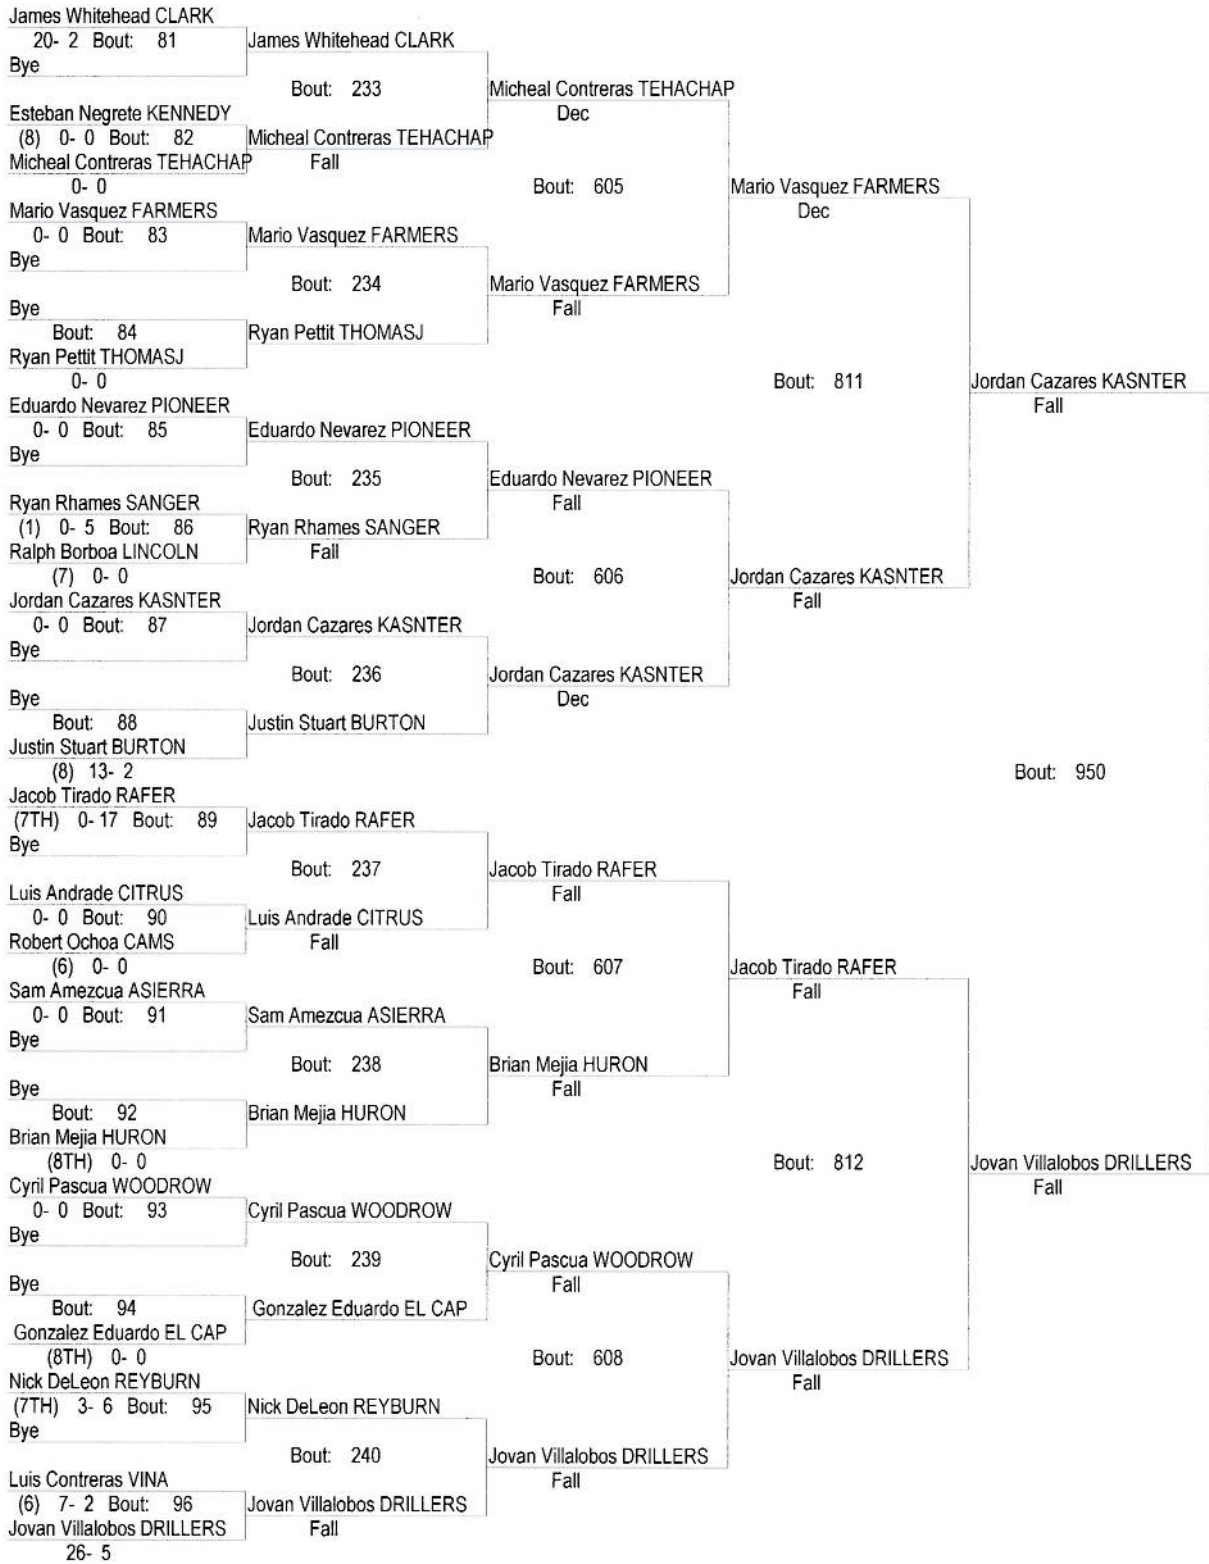 James Whitehead CLARK
20- 2 Bout: 81
Bye
Esteban Negrete KENNEDY
(8) 0- 0 Bout: 82
Micheal Contreras TEHACHAP
0- 0
Mario Vasquez FARMERS
0- 0 Bout: 83
Bye
Bye
Bout: 84
Ryan Pettit THOMASJ
0- 0
Eduardo Nevarez PIONEER
0- 0 Bout: 85
Bye
Ryan Rhames SANGER
(1) 0- 5 Bout: 86
Ralph Borboa LINCOLN
(7) 0- 0
Jordan Cazares KASNTER
0- 0 Bout: 87
Bye
Bye
Bout: 88
Justin Stuart BURTON
(8) 13- 2
Jacob Tirado RAFER
(7TH) 0- 17 Bout: 89
Bye
Luis Andrade CITRUS
0- 0 Bout: 90
Robert Ochoa CAMS
(6) 0- 0
Sam Amezcua ASIERRA
0- 0 Bout: 91
Bye
Bye
Bout: 92
Brian Mejia HURON
(8TH) 0- 0
Cyril Pascua WOODROW
0- 0 Bout: 93
Bye
Bye
Bout: 94
Gonzalez Eduardo EL CAP
(8TH) 0- 0
Nick DeLeon REYBURN
(7TH) 3- 6 Bout: 95
Bye
Luis Contreras VINA
(6) 7- 2 Bout: 96
Jovan Villalobos DRILLERS
26- 5
James Whitehead CLARK
Bout: 233
Micheal Contreras TEHACHAP
Fall
Mario Vasquez FARMERS
Bout: 234
Ryan Pettit THOMASJ
Eduardo Nevarez PIONEER
Bout: 235
Ryan Rhames SANGER
Fall
Jordan Cazares KASNTER
Bout: 236
Justin Stuart BURTON
Jacob Tirado RAFER
Bout: 237
Luis Andrade CITRUS
Fall
Sam Amezcua ASIERRA
Bout: 238
Brian Mejia HURON
Cyril Pascua WOODROW
Bout: 239
Gonzalez Eduardo EL CAP
Nick DeLeon REYBURN
Bout: 240
Jovan Villalobos DRILLERS
Fall
Micheal Contreras TEHACHAP
Dec
Bout: 605
Mario Vasquez FARMERS
Fall
Eduardo Nevarez PIONEER
Fall
Bout: 606
Jordan Cazares KASNTER
Dec
Jacob Tirado RAFER
Fall
Bout: 607
Brian Mejia HURON
Fall
Cyril Pascua WOODROW
Fall
Bout: 608
Jovan Villalobos DRILLERS
Fall
Mario Vasquez FARMERS
Dec
Bout: 811
Jordan Cazares KASNTER
Fall
Jacob Tirado RAFER
Fall
Bout: 812
Jovan Villalobos DRILLERS
Fall
Jordan Cazares KASNTER
Fall
Bout: 950
Jovan Villalobos DRILLERS
Fall